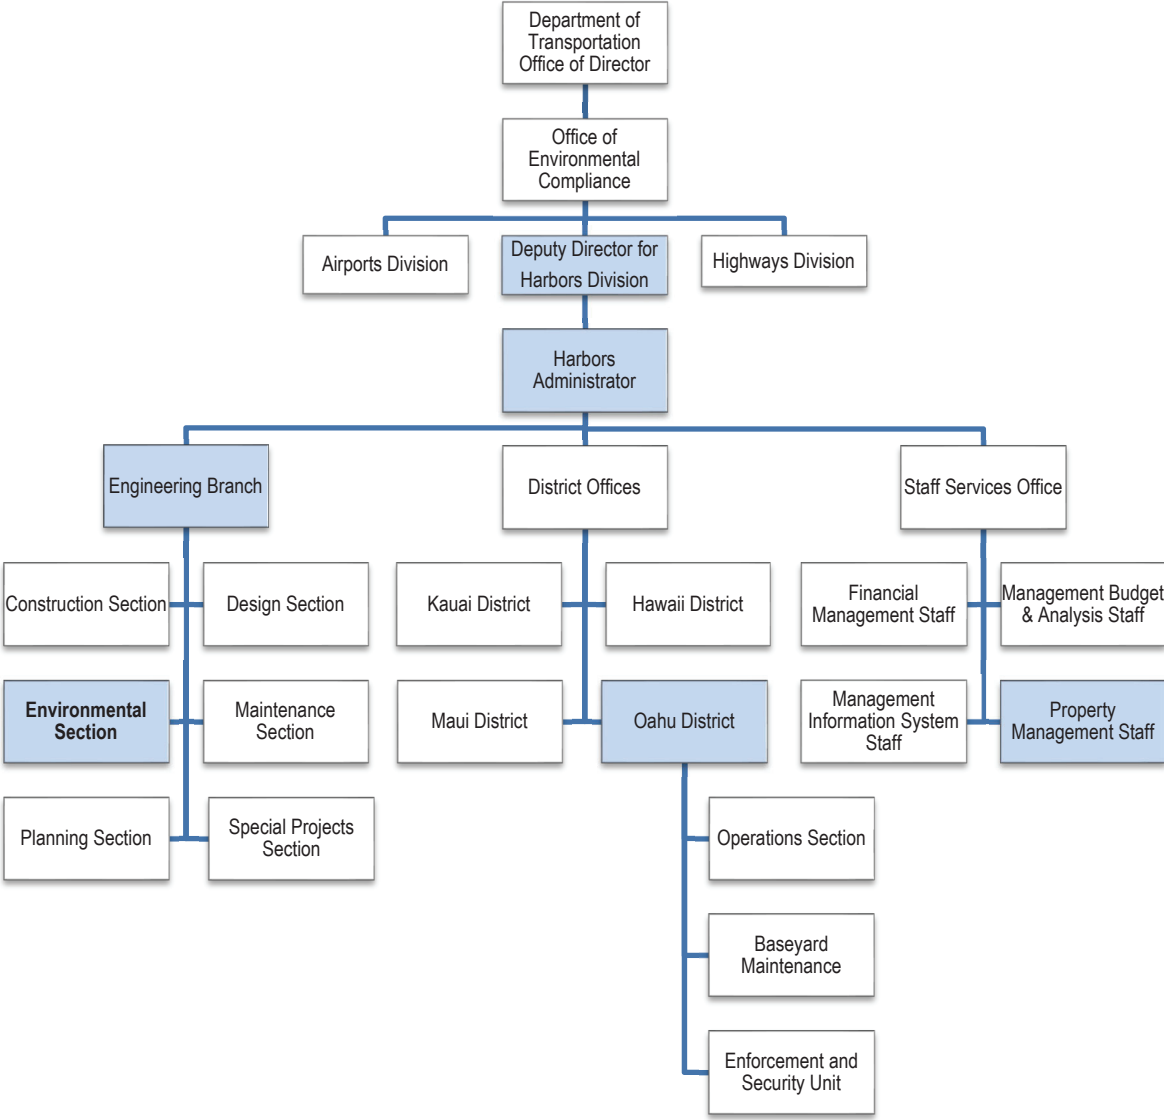 Department of
Transportation
Office of Director
Office of
Environmental
Compliance
Airports Division
Deputy Director for
Harbors Division
Highways Division
Harbors
Administrator
Engineering Branch
District Offices
Staff Services Office
Construction Section
Design Section
Kauai District
Hawaii District
Financial
Management Staff
Management Budget
& Analysis Staff
Environmental
Section
Maintenance
Section
Maui District
Oahu District
Management
Information System
Staff
Property
Management Staff
Planning Section
Special Projects
Section
Operations Section
Baseyard
Maintenance
Enforcement and
Security Unit